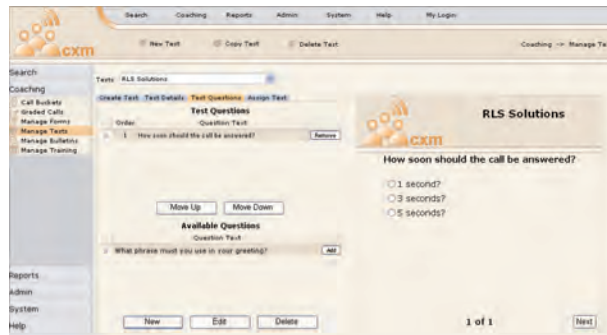 Search Coaching Reports Admin System Help My Login
cxm
New Test Copy Test Delete Test Coaching -> Manage Te
Search
Coaching
Call Buckets
Graded Calls
Manage Forms
Manage Tests
Manage Bulletins
Manage Training
Reports
Admin
System
Help
Tests RLS Solutions
Create Test Test Details Test Questions Assign Test
Test Questions
Order Question Text
1 How soon should the call be answered? Remove
Move Up Move Down
Available Questions
Question Text
What phrase must you use in your greeting? Add
New Edit Delete
cxm
RLS Solutions
How soon should the call be answered?
1 second?
3 seconds?
5 seconds?
1 of 1 Next